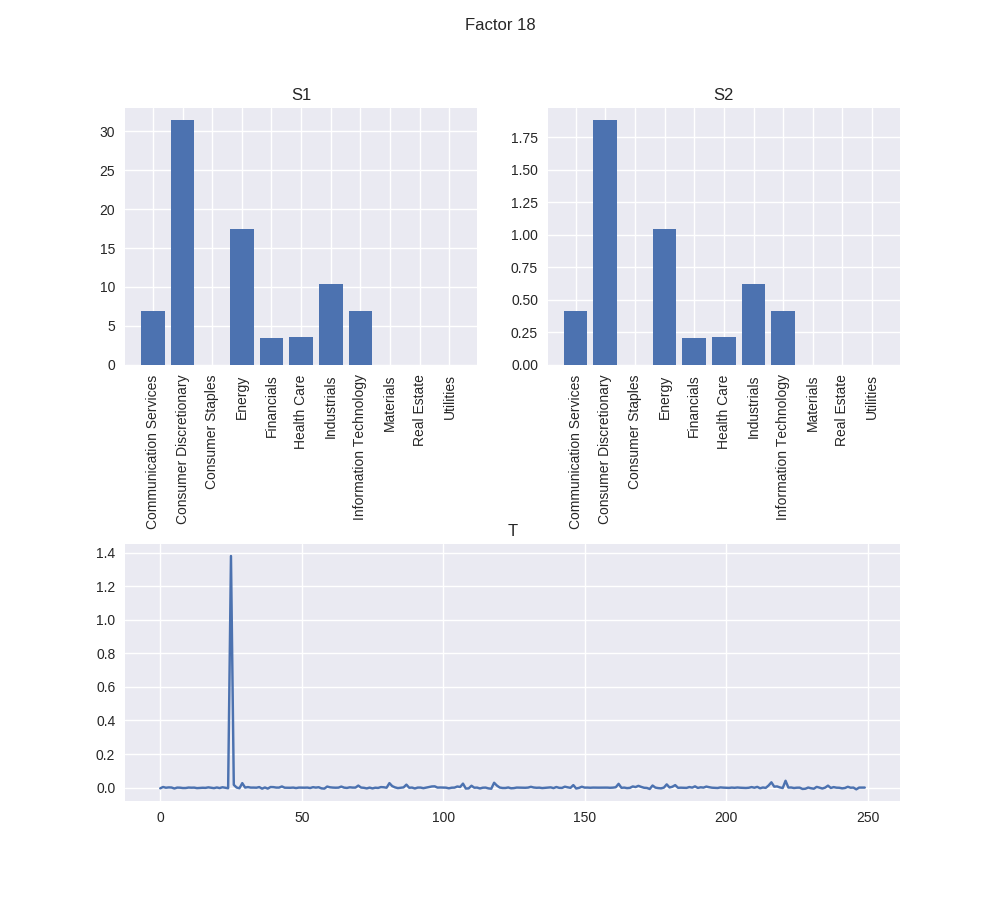 Factor 18
S1
30
25
20
15
10
5
0
Communication Services
Consumer Discretionary
Consumer Staples
Energy
Financials
Health Care
Industrials
Information Technology
Materials
Real Estate
Utilities
S2
1.75
1.50
1.25
1.00
0.75
0.50
0.25
0.00
Communication Services
Consumer Discretionary
Consumer Staples
Energy
Financials
Health Care
Industrials
Information Technology
Materials
Real Estate
Utilities
T
1.4
1.2
1.0
0.8
0.6
0.4
0.2
0.0
0 50 100 150 200 250